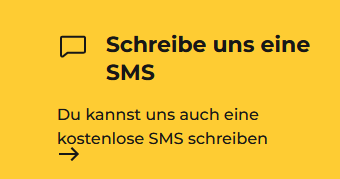 Schreibe uns eine
SMS
Du kannst uns auch eine
kostenlose SMS schreiben